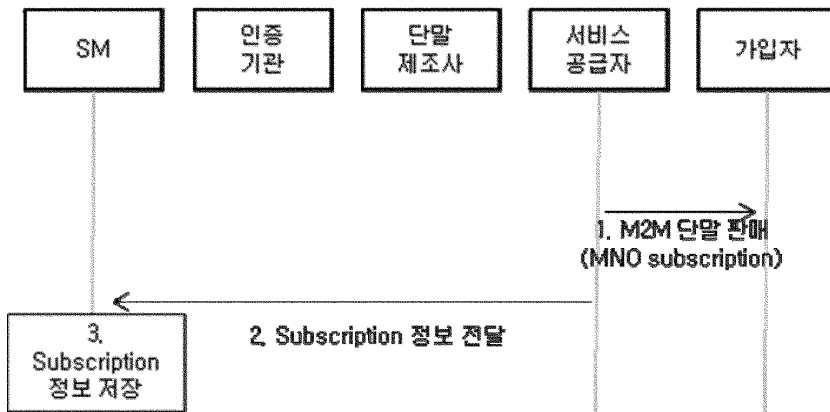 SM
인증
기관
단말
제조사
서비스
공급자
가입자
1. M2M 단말 판매
(MNO subscription)
2. Subscription 정보 전달
3.
Subscription
정보 저장